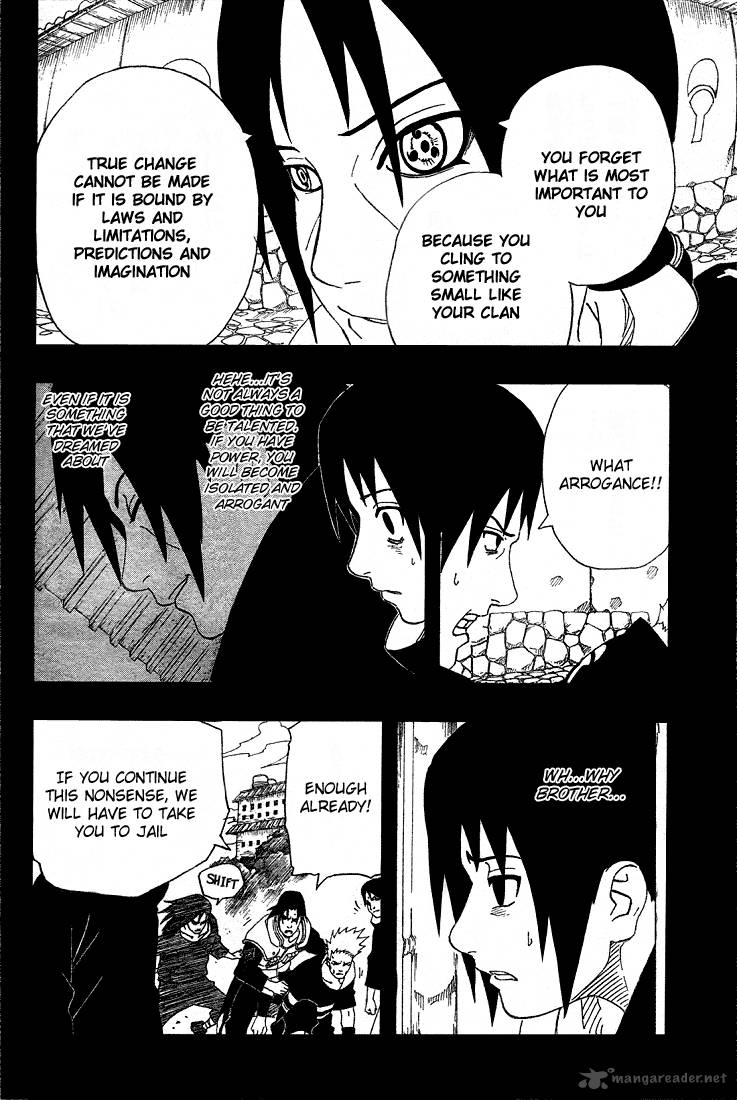 YOU FORGET
WHAT IS MOST
IMPORTANT TO
YOU
BECAUSE YOU
CLING TO
SOMETHING
SMALL LIKE
YOUR CLAN
TRUE CHANGE
CANNOT BE MADE
IF IT IS BOUND BY
LAWS AND
LIMITATIONS,
PREDICTIONS AND
IMAGINATION
WHAT
ARROGANCE!!
HEHE...IT'S
NOT ALWAYS A
GOOD THING TO
BE TALENTED.
IF YOU HAVE
POWER, YOU
WILL BECOME
ISOLATED AND
ARROGANT
EVEN IF IT IS
SOMETHING
THAT WE'VE
DREAMED
ABOUT
WH...WHY
BROTHER...
ENOUGH
ALREADY!
SHIFT
IF YOU CONTINUE
THIS NONSENSE, WE
WILL HAVE TO TAKE
YOU TO JAIL
mangareader.net